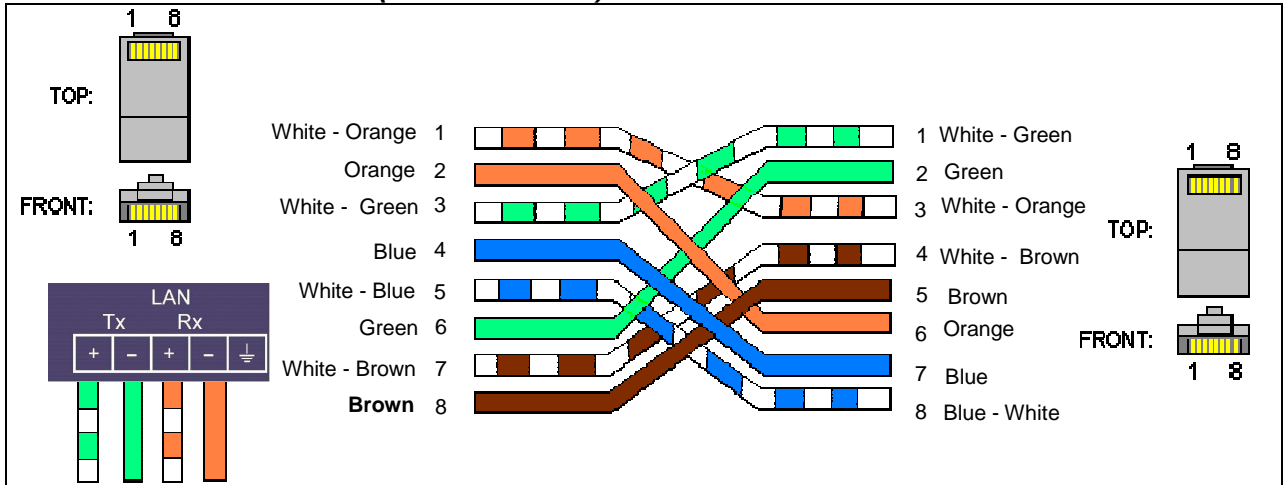 1 8
TOP:
FRONT:
1 8
LAN
Tx Rx
+ - + -
White - Orange 1
Orange 2
White - Green 3
Blue 4
White - Blue 5
Green 6
White - Brown 7
Brown 8
1 White - Green
2 Green
3 White - Orange
4 White - Brown
5 Brown
6 Orange
7 Blue
8 Blue - White
1 8
TOP:
FRONT:
1 8